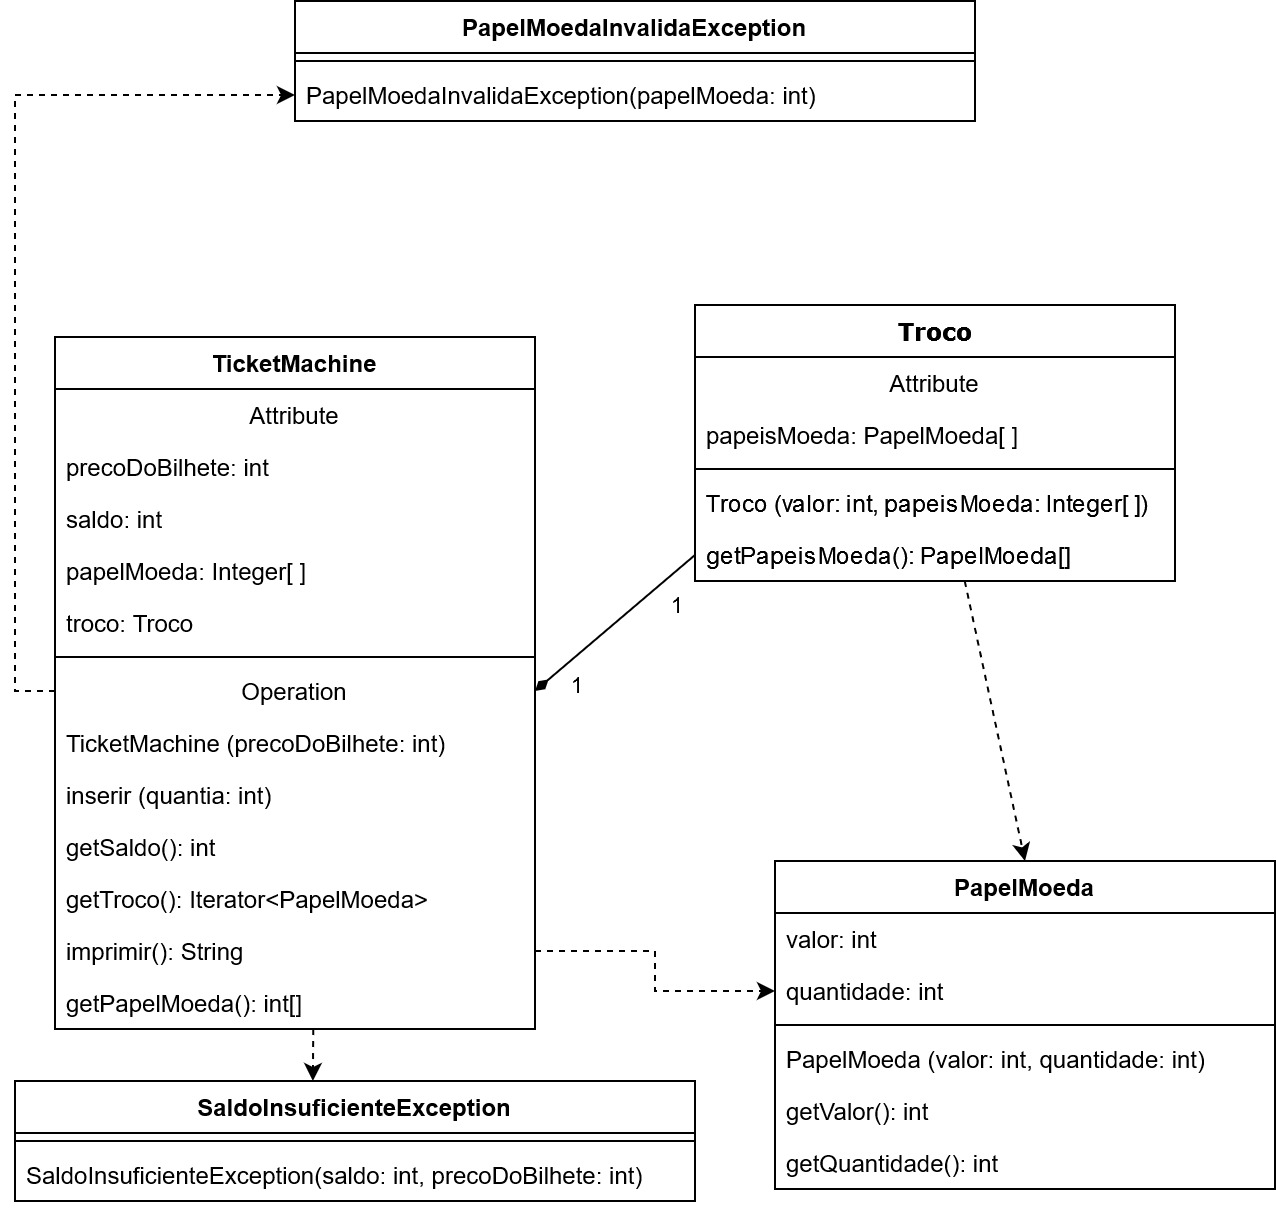 PapelMoedaInvalidaException
PapelMoedaInvalidaException(papelMoeda: int)
TicketMachine
Attribute
precoDoBilhete: int
saldo: int
papelMoeda: Integer[ ]
troco: Troco
Operation
TicketMachine (precoDoBilhete: int)
inserir (quantia: int)
getSaldo(): int
getTroco(): Iterator<PapelMoeda>
imprimir(): String
getPapelMoeda(): int[]
Troco
Attribute
papeisMoeda: PapelMoeda[ ]
Troco (valor: int, papeisMoeda: Integer[ ])
getPapeisMoeda(): PapelMoeda[]
1
1
PapelMoeda
valor: int
quantidade: int
PapelMoeda (valor: int, quantidade: int)
getValor(): int
getQuantidade(): int
SaldoInsuficienteException
SaldoInsuficienteException(saldo: int, precoDoBilhete: int)